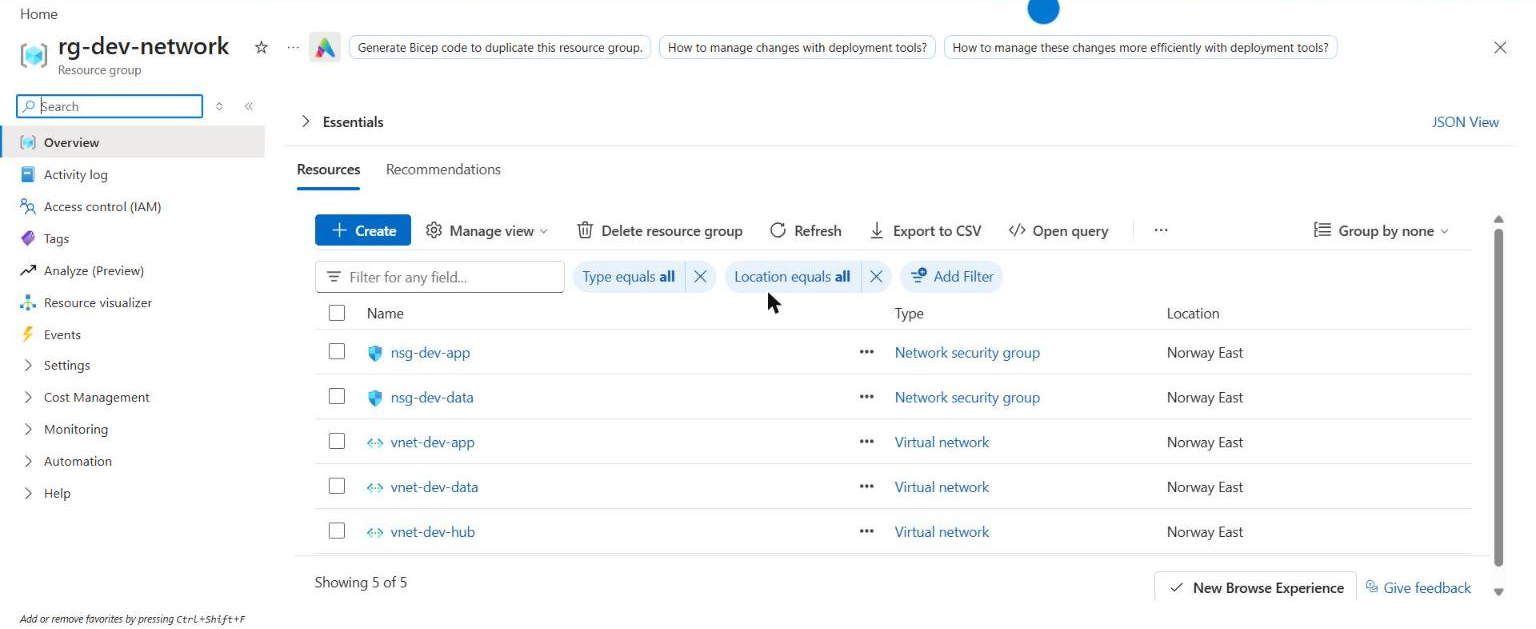 Home
rg-dev-network
Resource group
Generate Bicep code to duplicate this resource group.
How to manage changes with deployment tools?
How to manage these changes more efficiently with deployment tools?
Search
Overview
Activity log
Access control (IAM)
Tags
Analyze (Preview)
Resource visualizer
Events
Settings
Cost Management
Monitoring
Automation
Help
Add or remove favorites by pressing Ctrl+Shift+F
Essentials
JSON View
Resources Recommendations
Create Manage view Delete resource group Refresh Export to CSV Open query ... Group by none
Filter for any field... Type equals all Location equals all Add Filter
Name Type Location
nsg-dev-app ... Network security group Norway East
nsg-dev-data ... Network security group Norway East
vnet-dev-app ... Virtual network Norway East
vnet-dev-data ... Virtual network Norway East
vnet-dev-hub ... Virtual network Norway East
Showing 5 of 5
New Browse Experience Give feedback